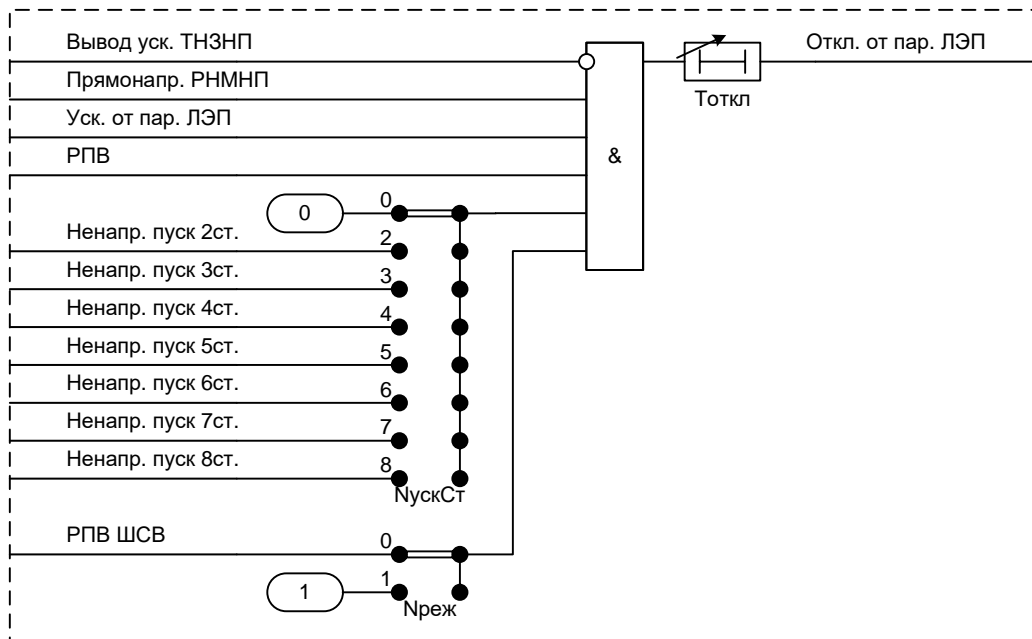 Вывод уск. ТНЗНП
Откл. от пар. ЛЭП
Прямонапр. РНМНП
Тоткл
Уск. от пар. ЛЭП
РПВ
&
0
0
Ненапр. пуск 2ст.
2
Ненапр. пуск 3ст.
3
Ненапр. пуск 4ст.
4
Ненапр. пуск 5ст.
5
Ненапр. пуск 6ст.
6
Ненапр. пуск 7ст.
7
Ненапр. пуск 8ст.
8
NускСт
РПВ ШСВ
0
1
1
Nреж